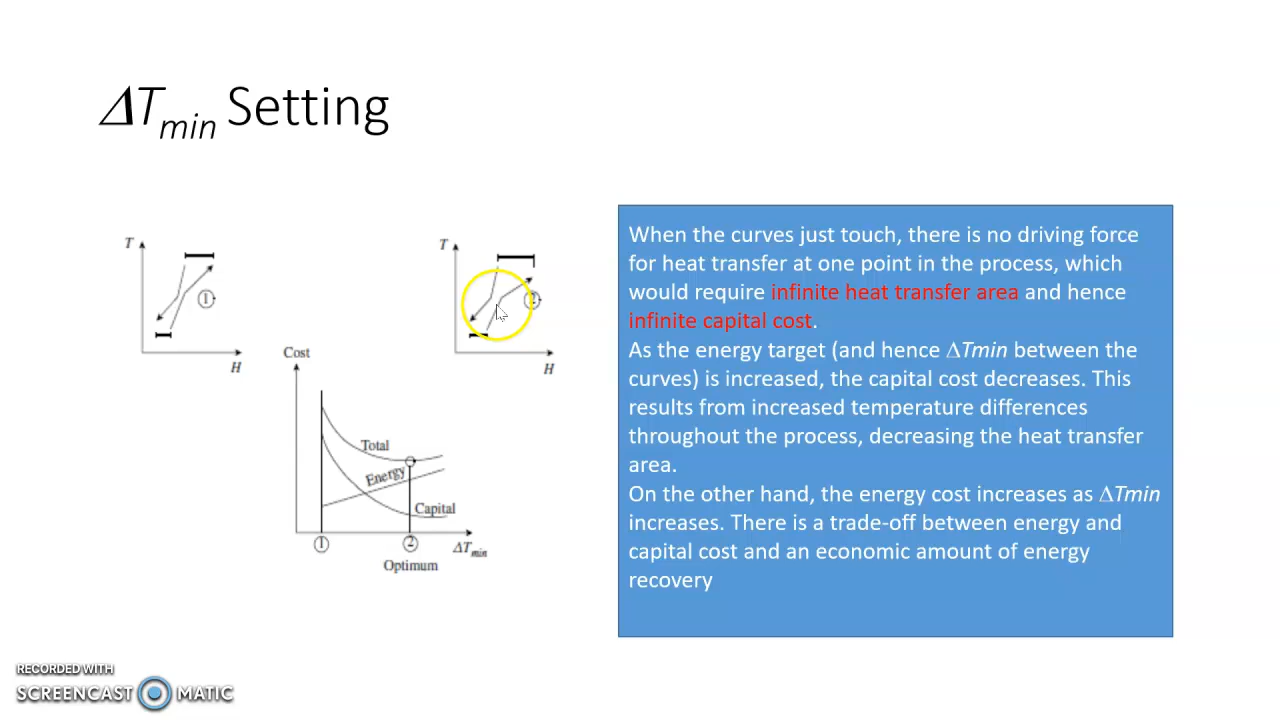 ΔTmin Setting
T
1
H
T
2
H
Cost
Total
Energy
Capital
1
2
ΔTmin
Optimum
When the curves just touch, there is no driving force
for heat transfer at one point in the process, which
would require infinite heat transfer area and hence
infinite capital cost.
As the energy target (and hence ΔTmin between the
curves) is increased, the capital cost decreases. This
results from increased temperature differences
throughout the process, decreasing the heat transfer
area.
On the other hand, the energy cost increases as ΔTmin
increases. There is a trade-off between energy and
capital cost and an economic amount of energy
recovery
RECORDED WITH
SCREENCAST MATIC